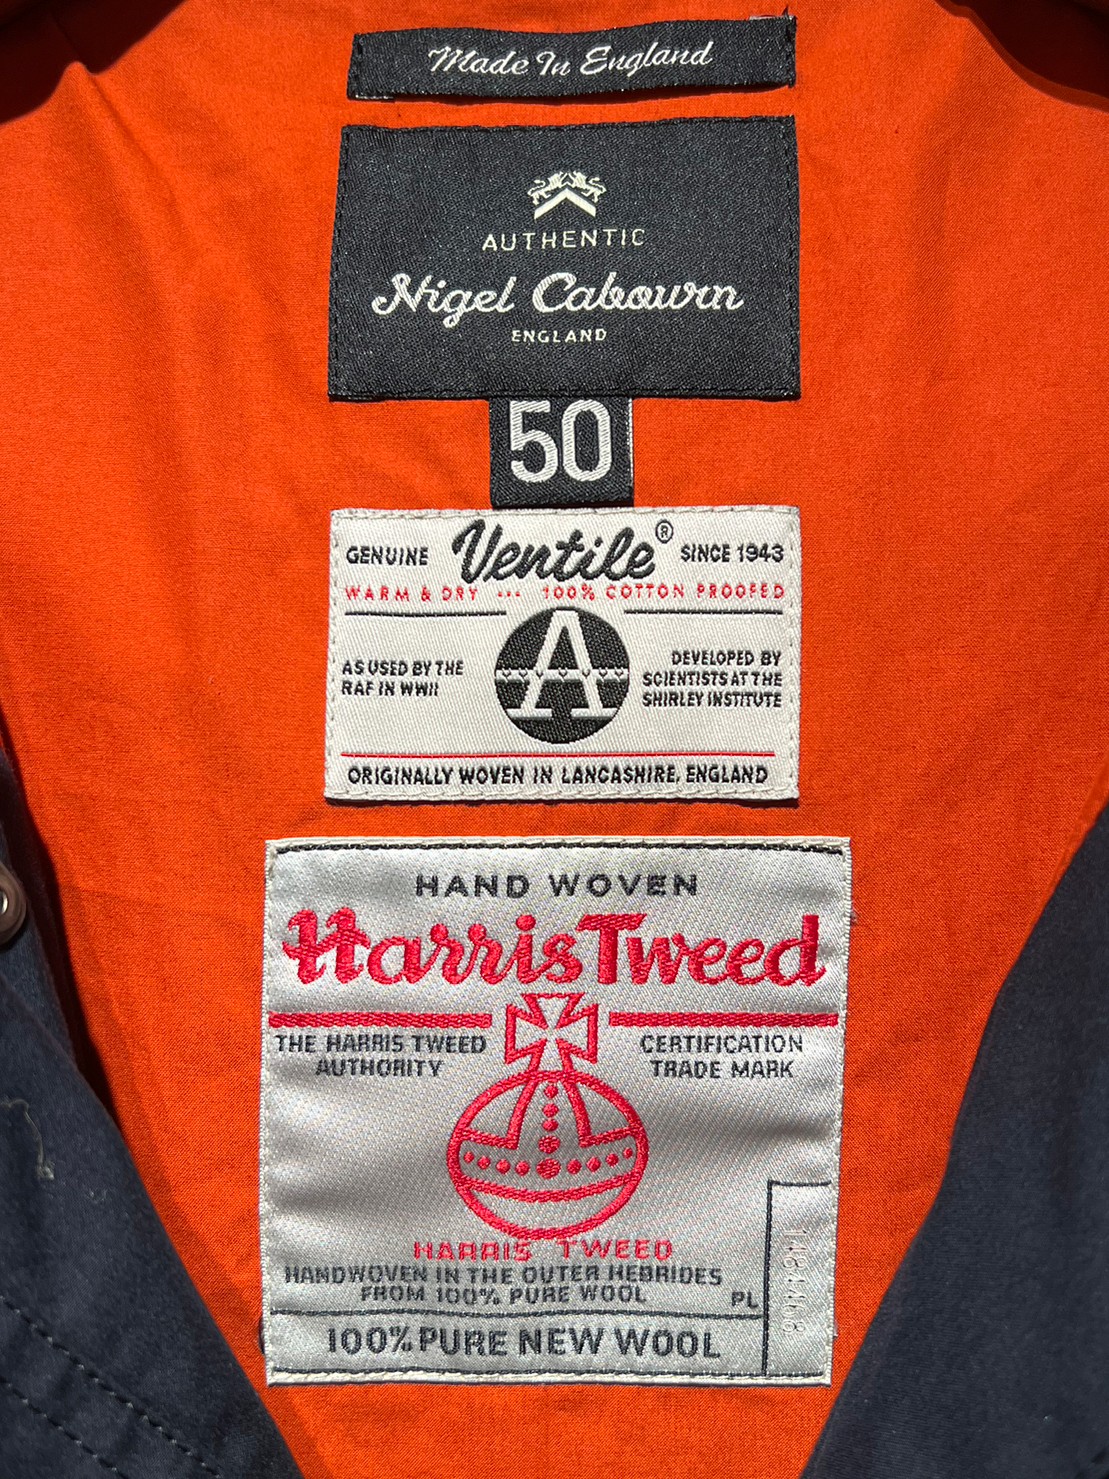 Made In England
AUTHENTIC
Nigel Cabourn
ENGLAND
50
GENUINE Ventile® SINCE 1943
WARM & DRY ... 100% COTTON PROOFED
AS USED BY THE
RAF IN WWII
A
DEVELOPED BY
SCIENTISTS AT THE
SHIRLEY INSTITUTE
ORIGINALLY WOVEN IN LANCASHIRE, ENGLAND
HAND WOVEN
Harris Tweed
THE HARRIS TWEED
AUTHORITY
CERTIFICATION
TRADE MARK
HARRIS TWEED
HANDWOVEN IN THE OUTER HEBRIDES
FROM 100% PURE WOOL
PL
100% PURE NEW WOOL